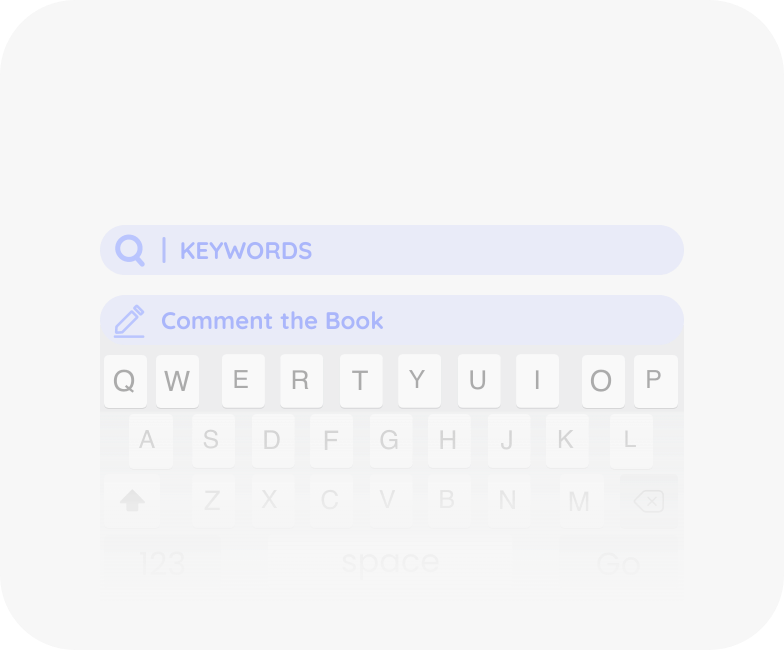 KEYWORDS
Comment the Book
Q W E R T Y U I O P
A S D F G H J K L
Z X C V B N M
123 space Go